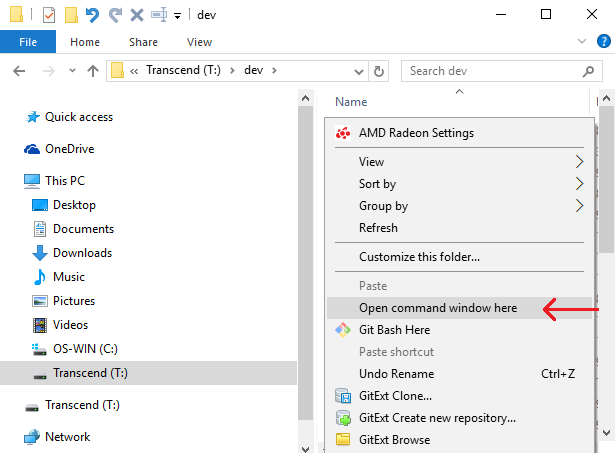 dev
File Home Share View
Transcend (T:) dev
Search dev
Quick access
OneDrive
This PC
Desktop
Documents
Downloads
Music
Pictures
Videos
OS-WIN (C:)
Transcend (T:)
Transcend (T:)
Network
Name
AMD Radeon Settings
View
Sort by
Group by
Refresh
Customize this folder...
Paste
Open command window here
Git Bash Here
Paste shortcut
Undo Rename Ctrl+Z
GitExt Clone...
GitExt Create new repository...
GitExt Browse